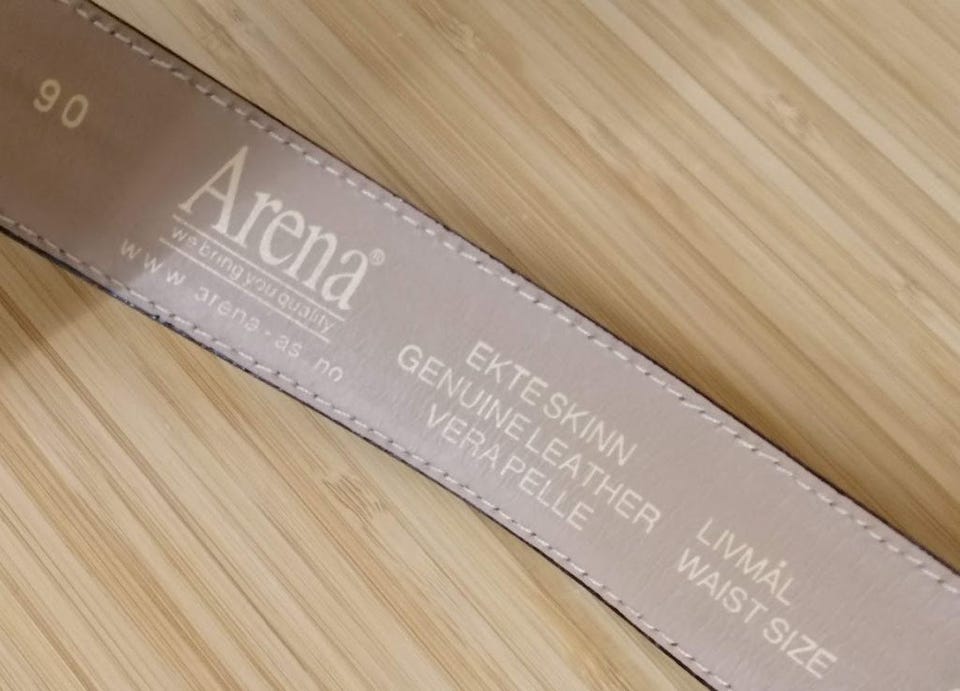 90
Arena®
we bring you quality
www.arena-as.no
EKTE SKINN
GENUINE LEATHER
VERA PELLE
LIVMÅL
WAIST SIZE